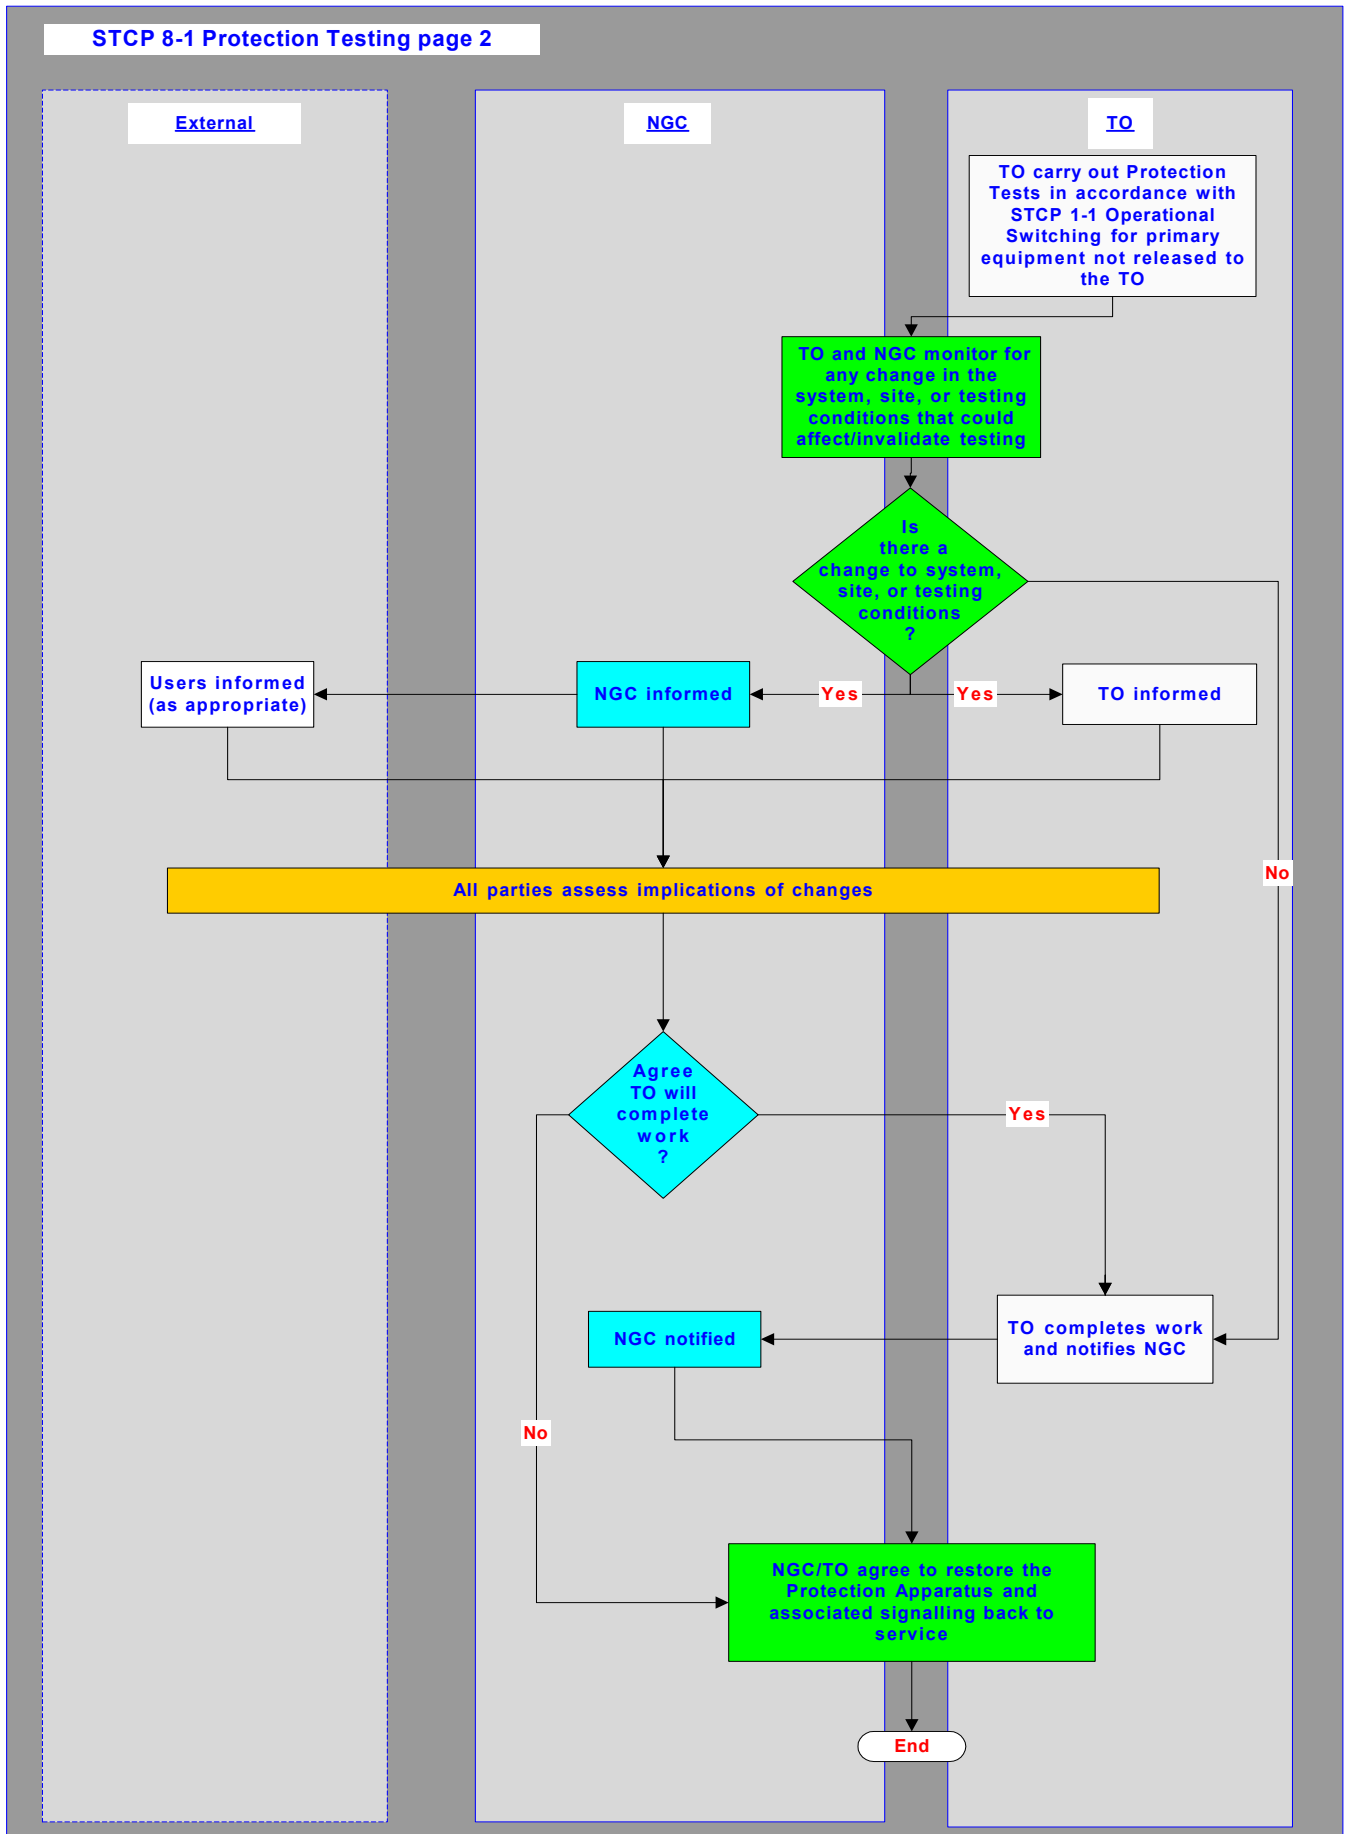 STCP 8-1 Protection Testing page 2
External
NGC
TO
TO carry out Protection
Tests in accordance with
STCP 1-1 Operational
Switching for primary
equipment not released to
the TO
TO and NGC monitor for
any change in the
system, site, or testing
conditions that could
affect/invalidate testing
Is
there a
change to system,
site, or testing
conditions
?
Users informed
(as appropriate)
NGC informed
Yes
Yes
TO informed
No
All parties assess implications of changes
Agree
TO will
complete
work
?
Yes
NGC notified
TO completes work
and notifies NGC
No
NGC/TO agree to restore the
Protection Apparatus and
associated signalling back to
service
End